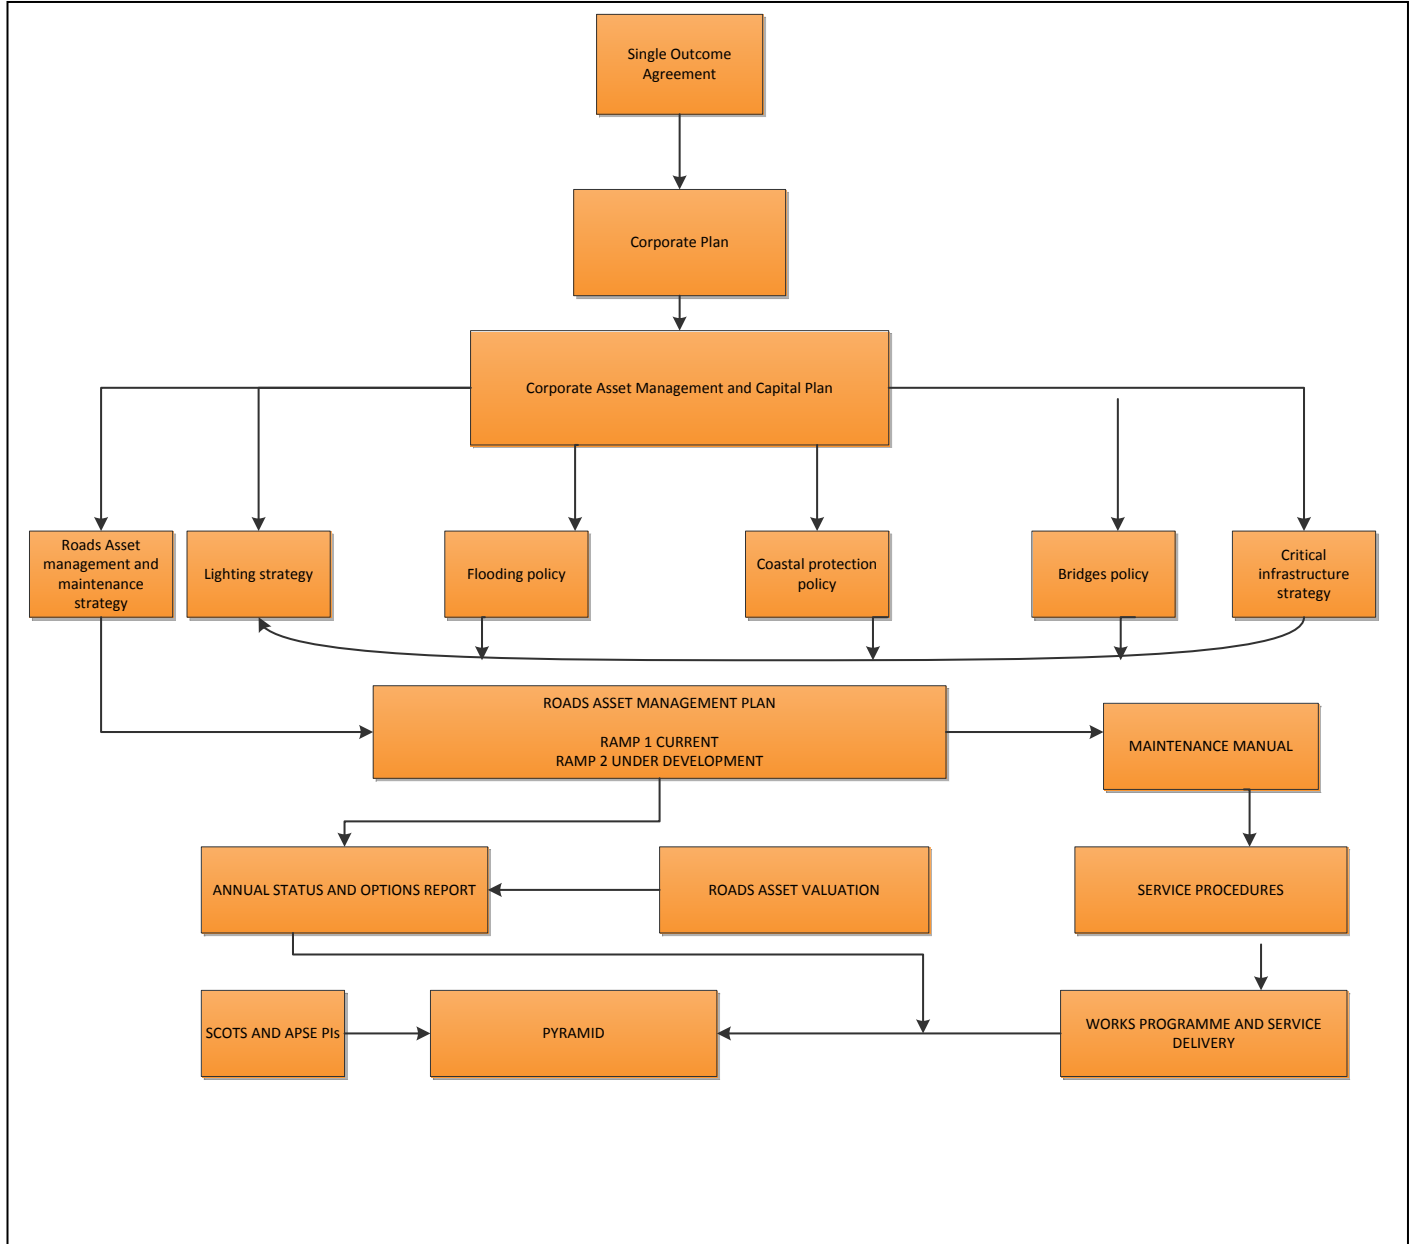 Single Outcome
Agreement
Corporate Plan
Corporate Asset Management and Capital Plan
Roads Asset
management and
maintenance
strategy
Lighting strategy
Flooding policy
Coastal protection
policy
Bridges policy
Critical
infrastructure
strategy
ROADS ASSET MANAGEMENT PLAN
RAMP 1 CURRENT
RAMP 2 UNDER DEVELOPMENT
MAINTENANCE MANUAL
ANNUAL STATUS AND OPTIONS REPORT
ROADS ASSET VALUATION
SERVICE PROCEDURES
SCOTS AND APSE PIs
PYRAMID
WORKS PROGRAMME AND SERVICE
DELIVERY